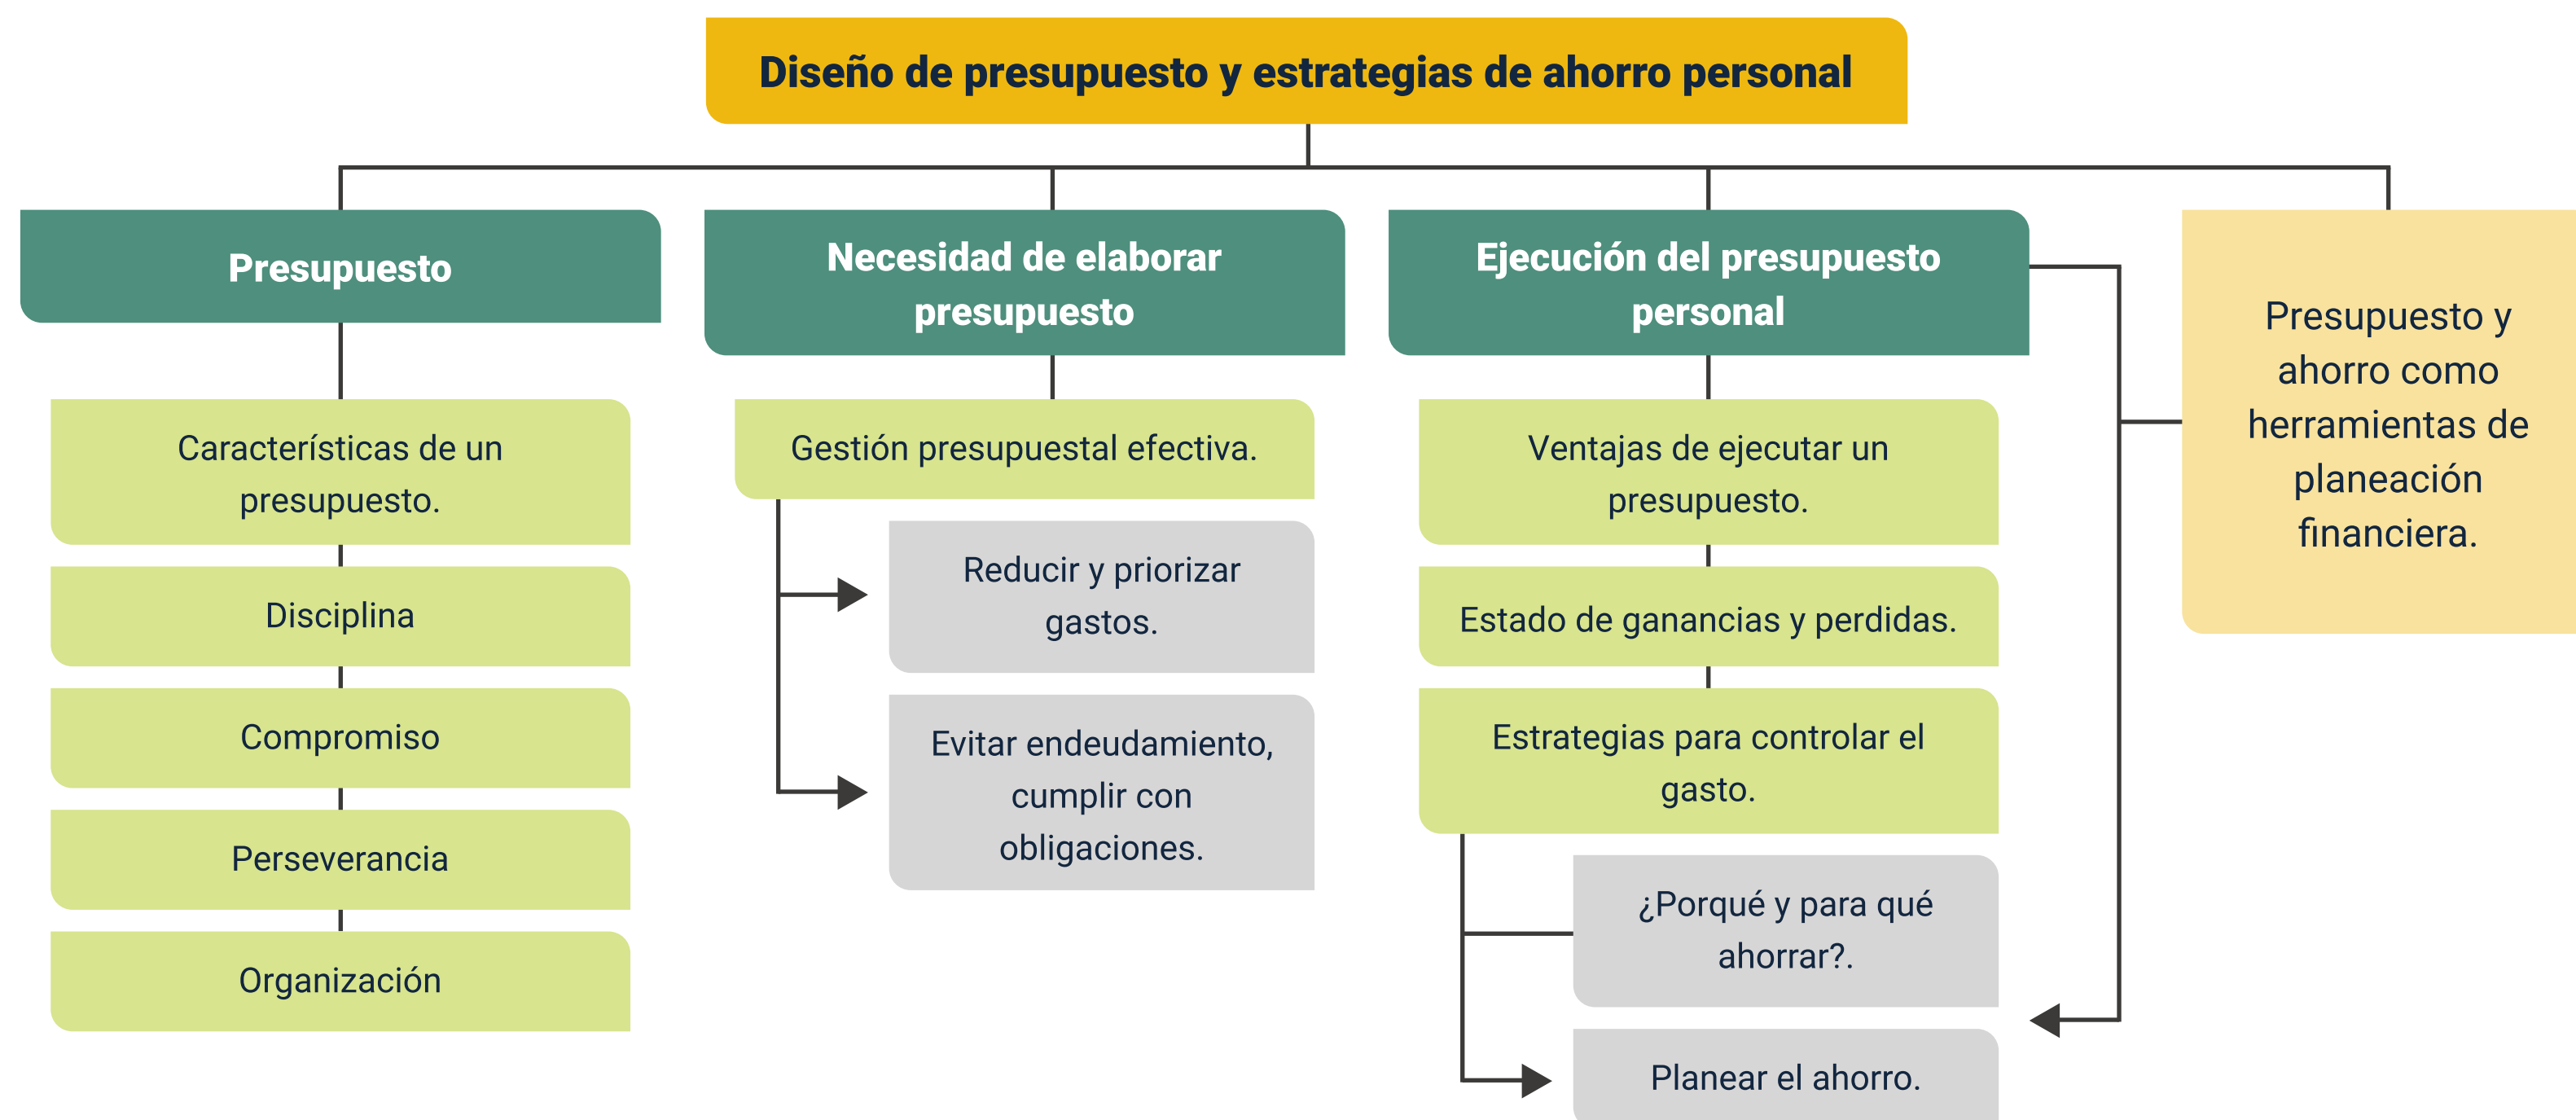 Diseño de presupuesto y estrategias de ahorro personal
Presupuesto
Características de un
presupuesto.
Disciplina
Compromiso
Perseverancia
Organización
Necesidad de elaborar
presupuesto
Gestión presupuestal efectiva.
Reducir y priorizar
gastos.
Evitar endeudamiento,
cumplir con
obligaciones.
Ejecución del presupuesto
personal
Ventajas de ejecutar un
presupuesto.
Estado de ganancias y perdidas.
Estrategias para controlar el
gasto.
¿Porqué y para qué
ahorrar?.
Planear el ahorro.
Presupuesto y
ahorro como
herramientas de
planeación
financiera.